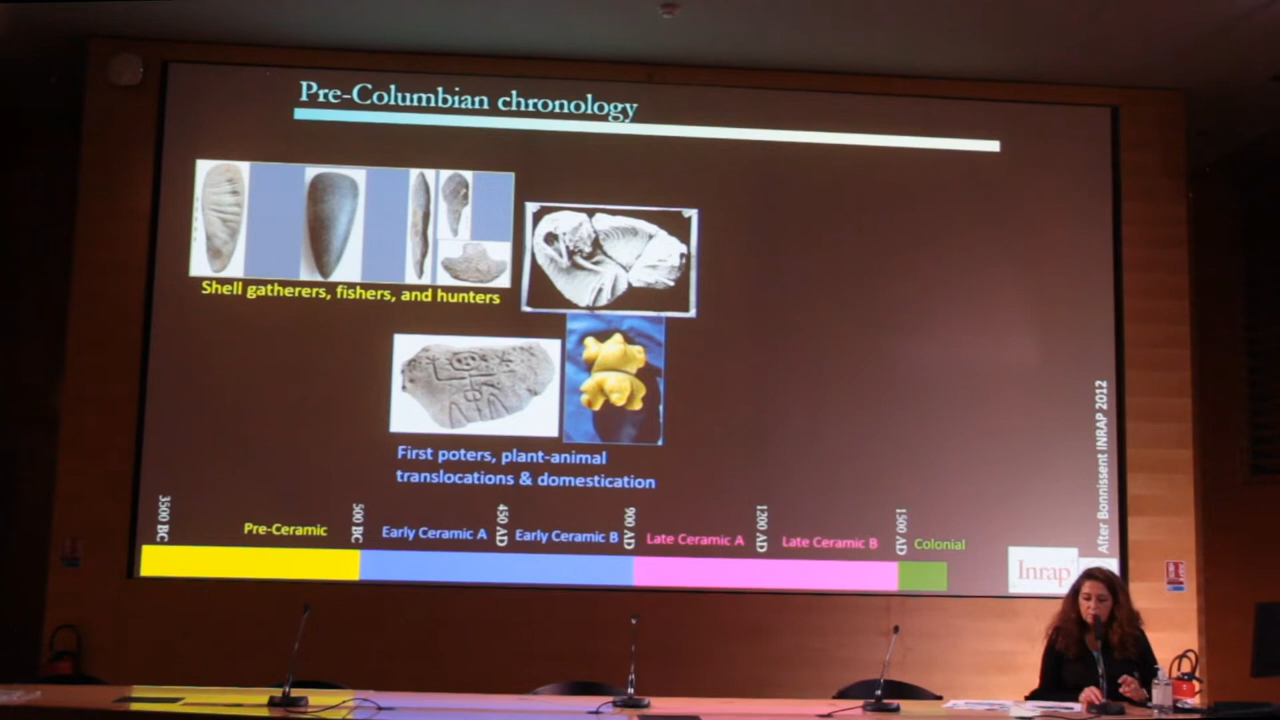 Pre-Columbian chronology
Shell gatherers, fishers, and hunters
First poters, plant-animal
translocations & domestication
3500 BC
Pre-Ceramic
500 BC
Early Ceramic A
450 AD
Early Ceramic B
900 AD
Late Ceramic A
1200 AD
Late Ceramic B
1500 AD
Colonial
After Bonnissent INRAP 2012
Inrap